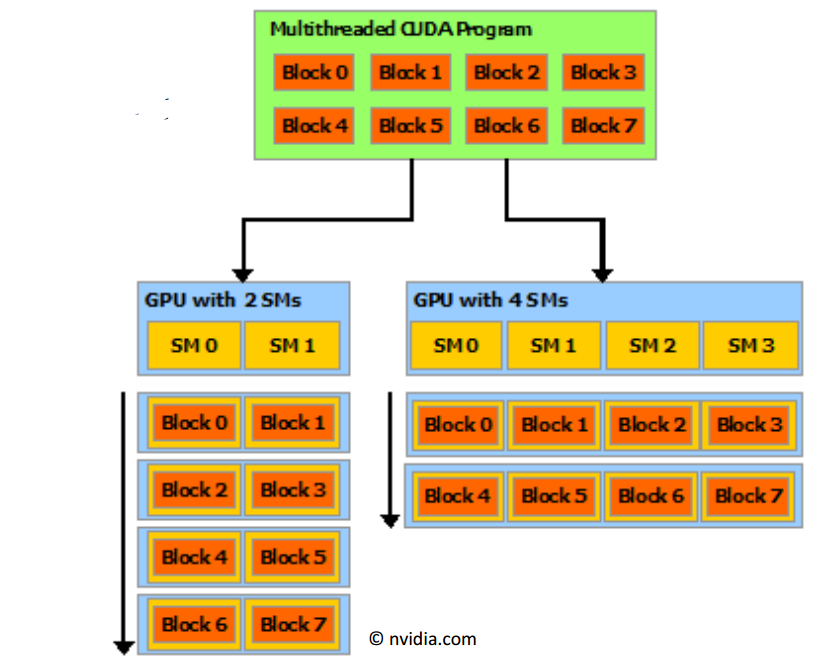 Multithreaded CUDA Program
Block 0 Block 1 Block 2 Block 3
Block 4 Block 5 Block 6 Block 7
GPU with 2 SMs
SM 0 SM 1
Block 0 Block 1
Block 2 Block 3
Block 4 Block 5
Block 6 Block 7
GPU with 4 SMs
SM 0 SM 1 SM 2 SM 3
Block 0 Block 1 Block 2 Block 3
Block 4 Block 5 Block 6 Block 7
© nvidia.com